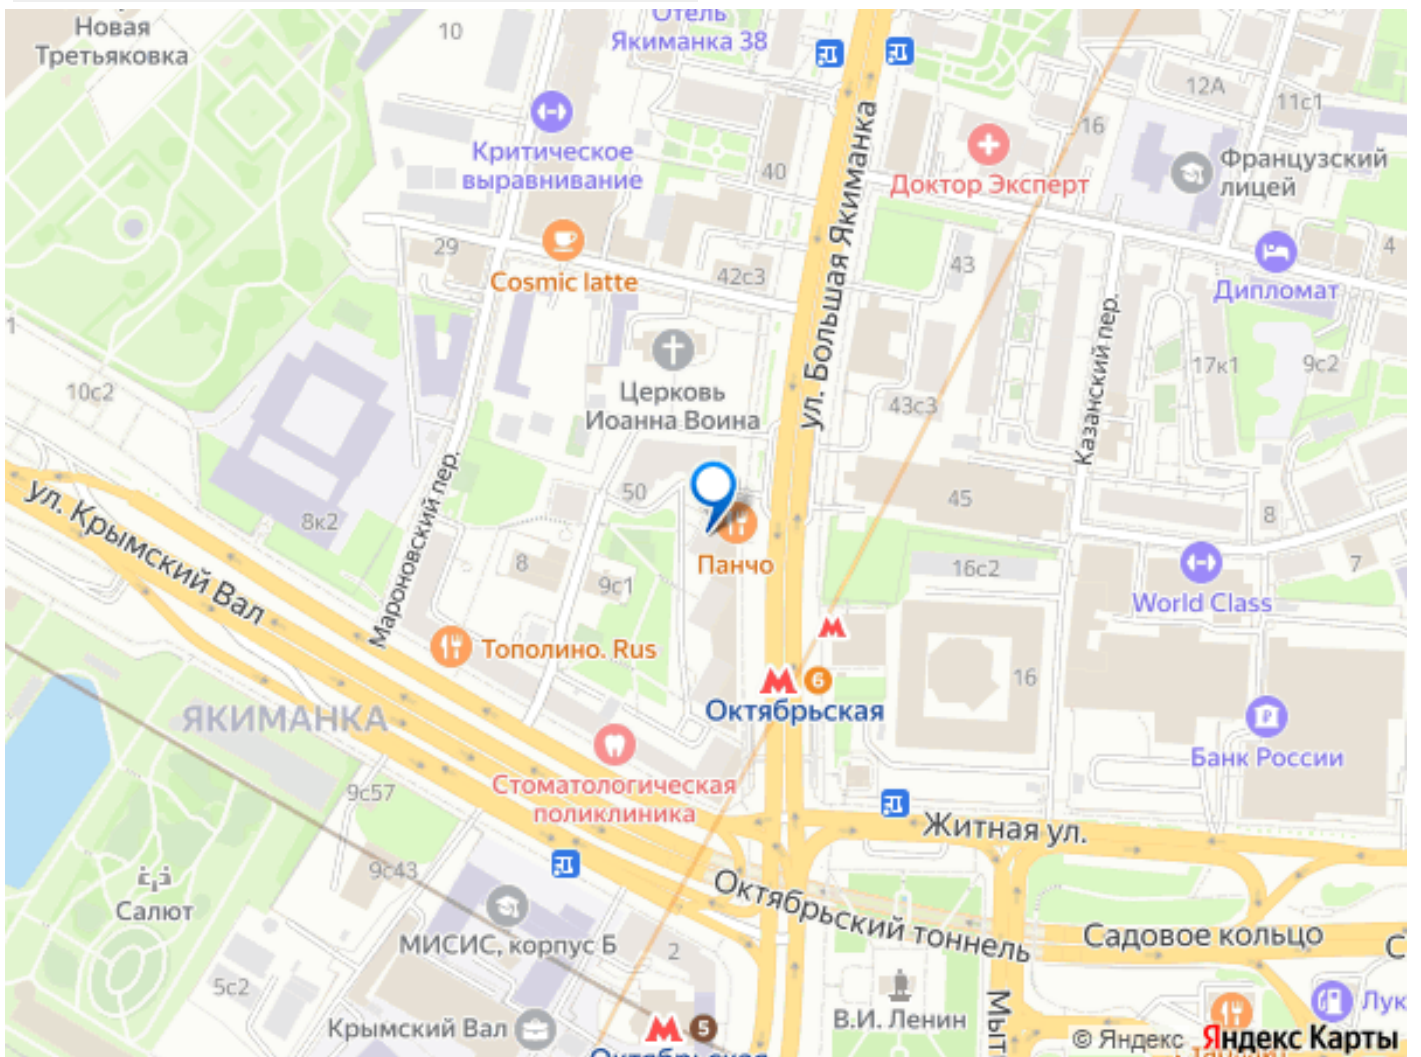 Новая
Третьяковка
10
Отель
Якиманка 38
12А
11с1
16
Критическое
выравнивание
40
Доктор Эксперт
Французский
лицей
ул. Большая Якиманка
29
Cosmic latte
42с3
43
4
Дипломат
Казанский пер.
1
10с2
Церковь
Иоанна Воина
17к1
9с2
43с3
ул. Крымский Вал
8к2
Мароновский пер.
50
45
8
Панчо
8
9с1
16с2
7
World Class
Тополино. Rus
6
Октябрьская
16
ЯКИМАНКА
Банк России
Стоматологическая
поликлиника
9с57
Житная ул.
9с43
Салют
Октябрьский тоннель
Садовое кольцо
С
МИСИС, корпус Б
2
5с2
Крымский Вал
5
Октябрьская
В.И. Ленин
Мыт
Лук
© Яндекс Яндекс Карты